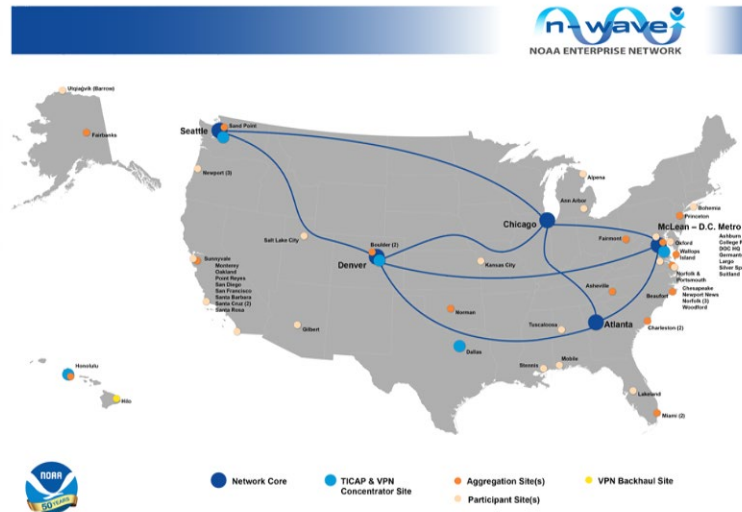 n-wave
NOAA ENTERPRISE NETWORK
Utqiaġvik (Barrow)
Fairbanks
Seattle
Sand Point
Newport (3)
Alpena
Ann Arbor
Bohemia
Princeton
Chicago
McLean – D.C. Metro
Ashburn
College P
DOC HQ
Germant
Largo
Silver Sp
Suitland
Fairmont
Oxford
Wallops
Island
Norfolk &
Portsmouth
Salt Lake City
Boulder (2)
Denver
Kansas City
Sunnyvale
Monterey
Oakland
Point Reyes
San Diego
San Francisco
Santa Barbara
Santa Cruz (2)
Santa Rosa
Asheville
Beaufort
Chesapeake
Newport News
Norfolk (3)
Woodford
Norman
Gilbert
Tuscaloosa
Atlanta
Charleston (2)
Dallas
Stennis
Mobile
Honolulu
Hilo
Lakeland
Miami (2)
NOAA
50 YEARS
Network Core
TICAP & VPN
Concentrator Site
Aggregation Site(s)
Participant Site(s)
VPN Backhaul Site